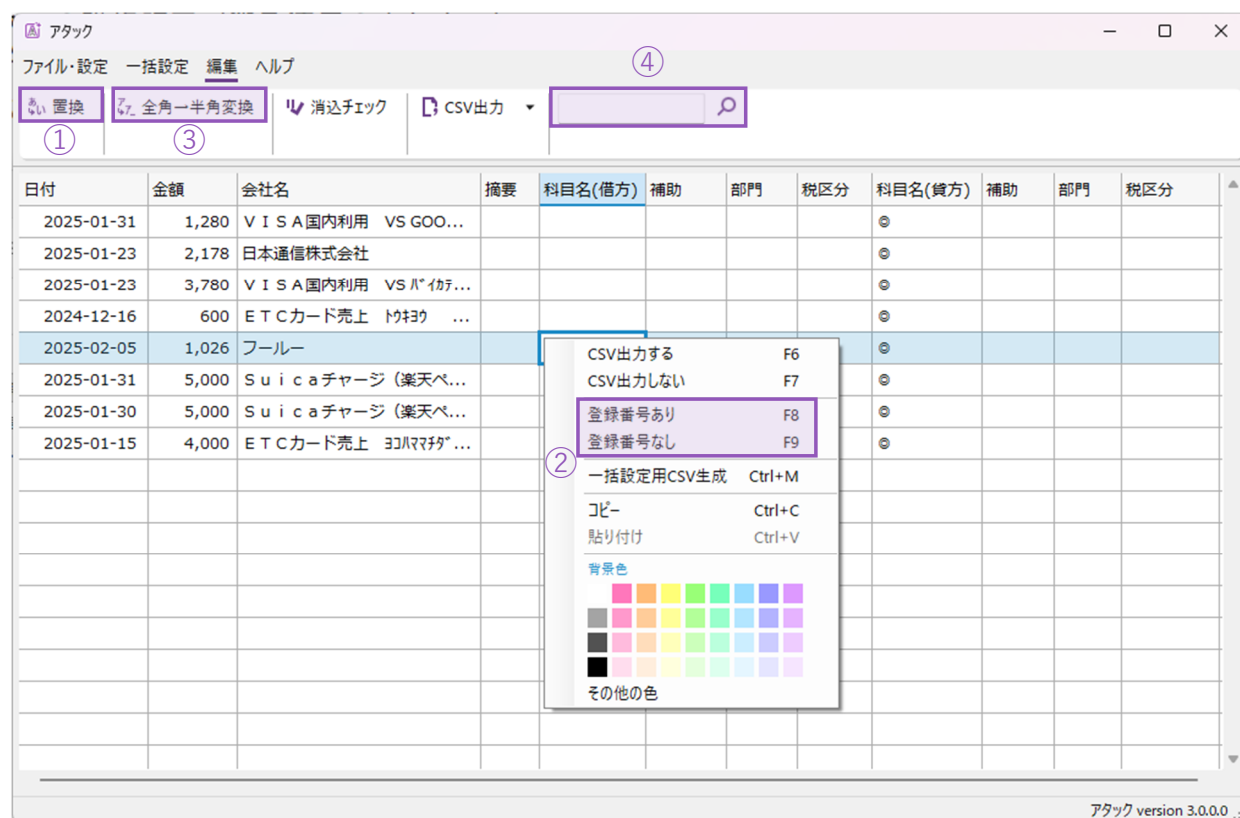 アタック
ファイル・設定 一括設定 編集 ヘルプ
④
置換 全角→半角変換 消込チェック CSV出力
① ③
日付 金額 会社名 摘要 科目名(借方) 補助 部門 税区分 科目名(貸方) 補助 部門 税区分
2025-01-31 1,280 ＶＩＳＡ国内利用　VS GOO... ◎
2025-01-23 2,178 日本通信株式会社 ◎
2025-01-23 3,780 ＶＩＳＡ国内利用　VS ﾊﾞｲｶﾃ... ◎
2024-12-16 600 ＥＴＣカード売上　ﾄｳｷﾖｳ　... ◎
2025-02-05 1,026 フールー ◎
2025-01-31 5,000 Ｓｕｉｃａチャージ（楽天ペ... ◎
2025-01-30 5,000 Ｓｕｉｃａチャージ（楽天ペ... ◎
2025-01-15 4,000 ＥＴＣカード売上　ﾖｺﾊﾏﾏﾁﾀﾞ... ◎
CSV出力する F6
CSV出力しない F7
登録番号あり F8
登録番号なし F9
②
一括設定用CSV生成 Ctrl+M
コピー Ctrl+C
貼り付け Ctrl+V
背景色
その他の色
アタック version 3.0.0.0